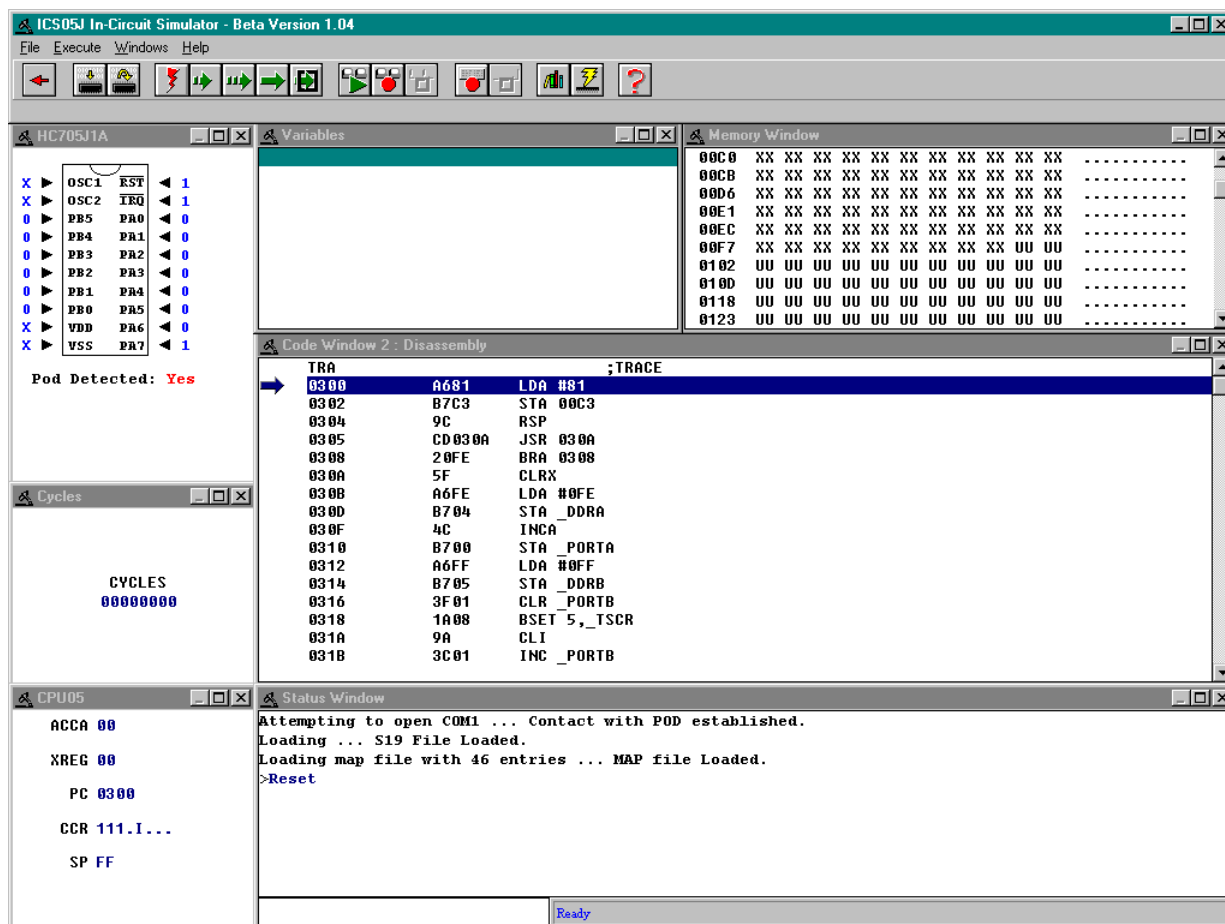 ICS05J In-Circuit Simulator - Beta Version 1.04
File Execute Windows Help
HC705J1A
X OSC1 RST 1
X OSC2 IRQ 1
0 PB5 PA0 0
0 PB4 PA1 0
0 PB3 PA2 0
0 PB2 PA3 0
0 PB1 PA4 0
0 PB0 PA5 0
X VDD PA6 0
X VSS PA7 1
Pod Detected: Yes
Variables
Memory Window
00C0 XX XX XX XX XX XX XX XX XX XX XX ...........
00CB XX XX XX XX XX XX XX XX XX XX XX ...........
00D6 XX XX XX XX XX XX XX XX XX XX XX ...........
00E1 XX XX XX XX XX XX XX XX XX XX XX ...........
00EC XX XX XX XX XX XX XX XX XX XX XX ...........
00F7 XX XX XX XX XX XX XX XX XX UU UU ...........
0102 UU UU UU UU UU UU UU UU UU UU UU ...........
010D UU UU UU UU UU UU UU UU UU UU UU ...........
0118 UU UU UU UU UU UU UU UU UU UU UU ...........
0123 UU UU UU UU UU UU UU UU UU UU UU ...........
Code Window 2 : Disassembly
TRA ;TRACE
0300 A681 LDA #81
0302 B7C3 STA 00C3
0304 9C RSP
0305 CD030A JSR 030A
0308 20FE BRA 0308
030A 5F CLRX
030B A6FE LDA #0FE
030D B704 STA _DDRA
030F 4C INCA
0310 B700 STA _PORTA
0312 A6FF LDA #0FF
0314 B705 STA _DDRB
0316 3F01 CLR _PORTB
0318 1A08 BSET 5,_TSCR
031A 9A CLI
031B 3C01 INC _PORTB
Cycles
CYCLES
00000000
CPU05
ACCA 00
XREG 00
PC 0300
CCR 111.I...
SP FF
Status Window
Attempting to open COM1 ... Contact with POD established.
Loading ... S19 File Loaded.
Loading map file with 46 entries ... MAP file Loaded.
>Reset
Ready